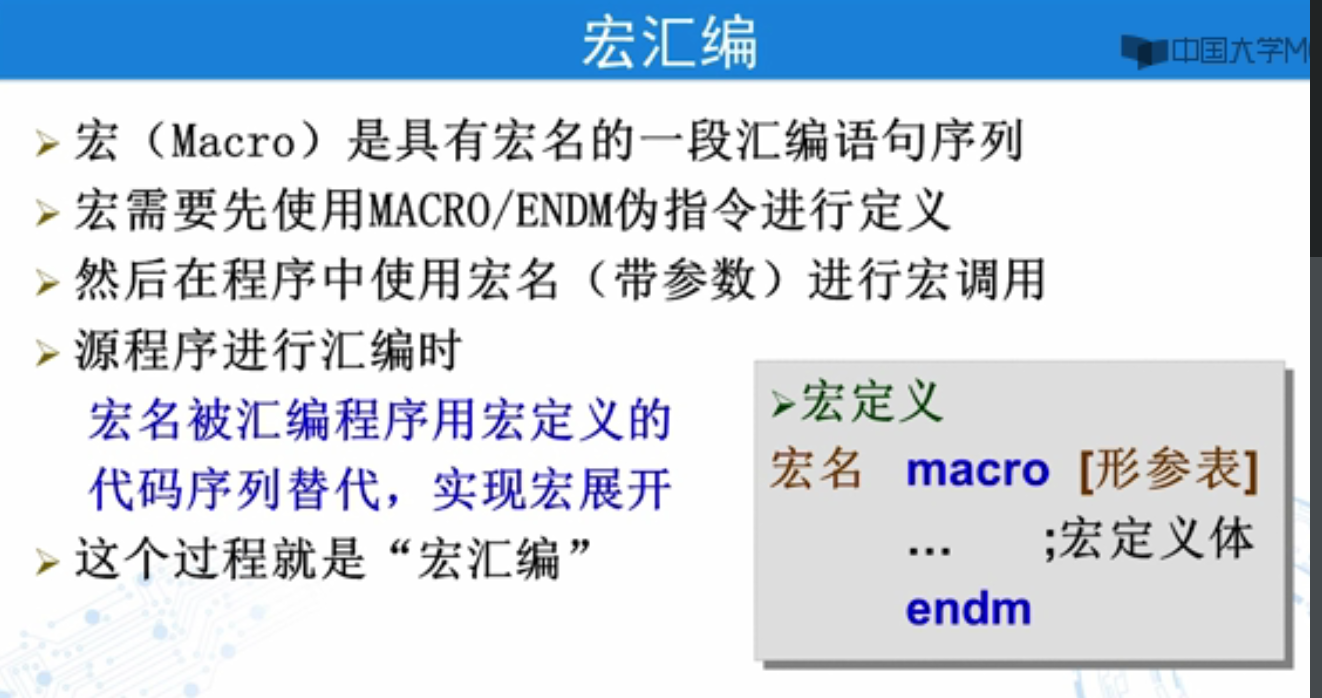 宏汇编
中国大学M
宏（Macro）是具有宏名的一段汇编语句序列
宏需要先使用MACRO/ENDM伪指令进行定义
然后在程序中使用宏名（带参数）进行宏调用
源程序进行汇编时
宏名被汇编程序用宏定义的
代码序列替代，实现宏展开
这个过程就是“宏汇编”
宏定义
宏名 macro [形参表]
… ;宏定义体
endm